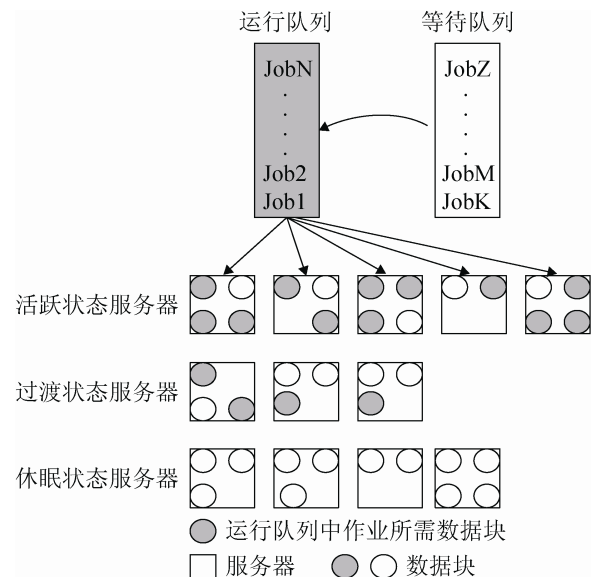 运行队列
等待队列
JobN
.
.
.
.
Job2
Job1
JobZ
.
.
.
.
JobM
JobK
活跃状态服务器
过渡状态服务器
休眠状态服务器
运行队列中作业所需数据块
服务器
数据块